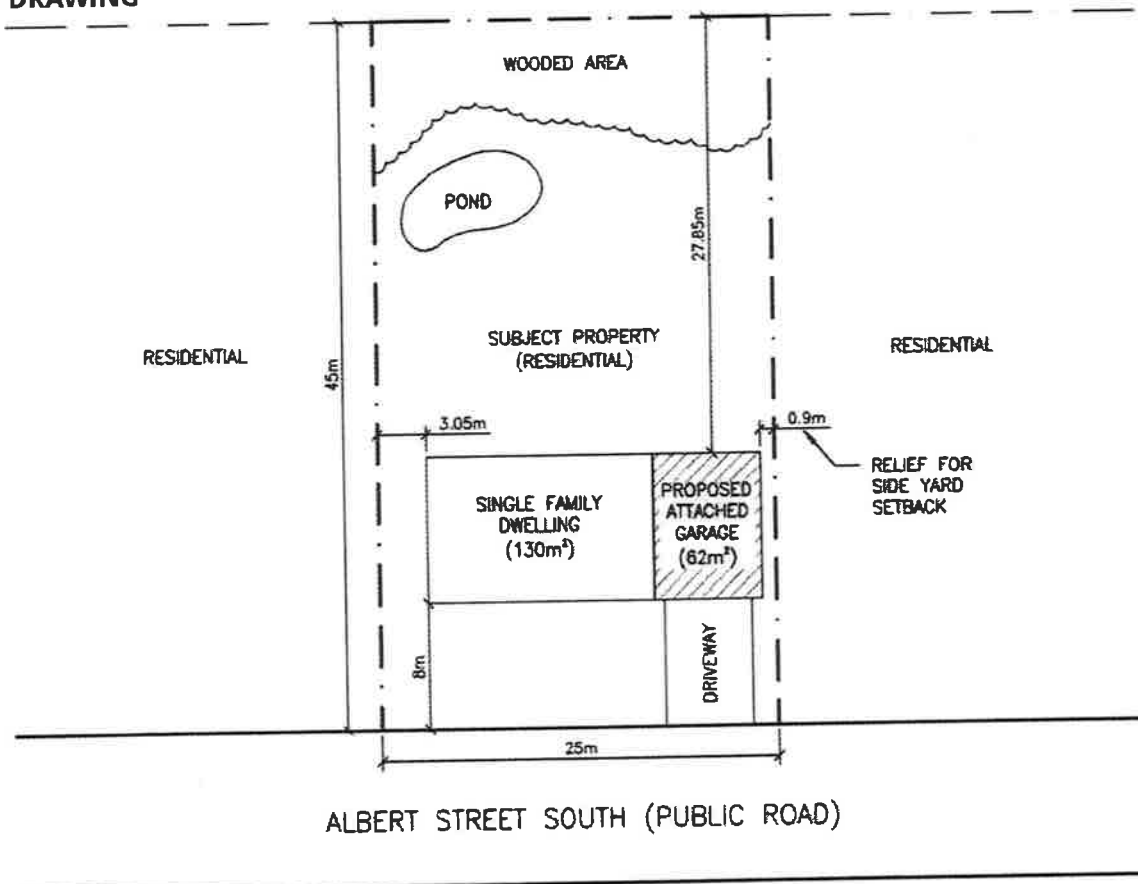 DRAWING
WOODED AREA
POND
27.85m
SUBJECT PROPERTY
(RESIDENTIAL)
RESIDENTIAL
RESIDENTIAL
45m
3.05m
0.9m
RELIEF FOR
SIDE YARD
SETBACK
SINGLE FAMILY
DWELLING
(130m²)
PROPOSED
ATTACHED
GARAGE
(62m²)
8m
DRIVEWAY
25m
ALBERT STREET SOUTH (PUBLIC ROAD)